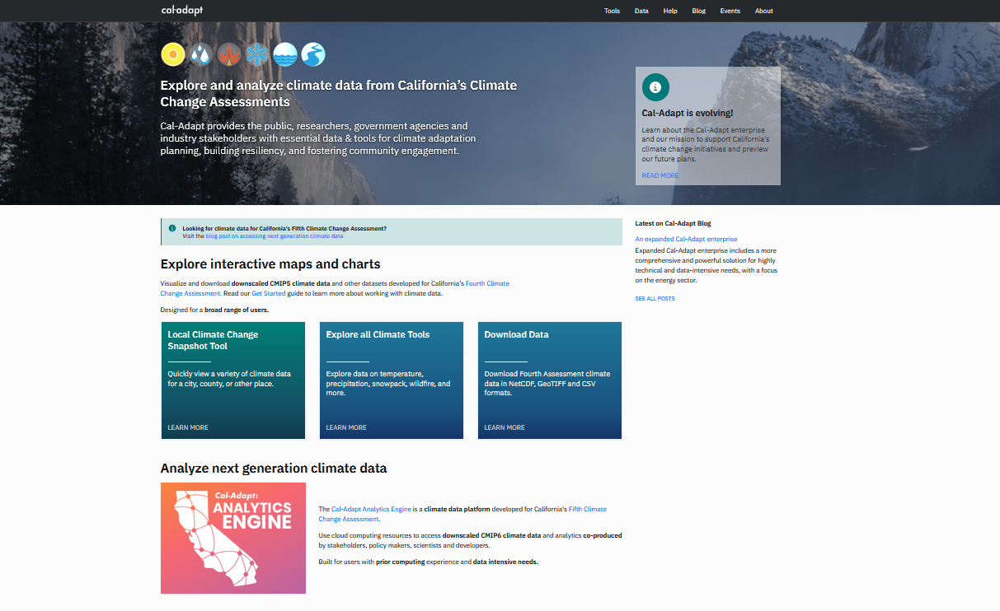 cal-adapt
Tools Data Help Blog Events About
Explore and analyze climate data from California's Climate
Change Assessments
Cal-Adapt provides the public, researchers, government agencies and
industry stakeholders with essential data & tools for climate adaptation
planning, building resiliency, and fostering community engagement.
Cal-Adapt is evolving!
Learn about the Cal-Adapt enterprise
and our mission to support California's
climate change initiatives and preview
our future plans.
READ MORE
Looking for climate data for California's Fifth Climate Change Assessment?
Visit the blog post on accessing next generation climate data
Explore interactive maps and charts
Visualize and download downscaled CMIP5 climate data and other datasets developed for California's Fourth Climate
Change Assessment. Read our Get Started guide to learn more about working with climate data.
Designed for a broad range of users.
Local Climate Change
Snapshot Tool
Quickly view a variety of climate data
for a city, county, or other place.
LEARN MORE
Explore all Climate Tools
Explore data on temperature,
precipitation, snowpack, wildfire, and
more.
LEARN MORE
Download Data
Download Fourth Assessment climate
data in NetCDF, GeoTIFF and CSV
formats.
LEARN MORE
Latest on Cal-Adapt Blog
An expanded Cal-Adapt enterprise
Expanded Cal-Adapt enterprise includes a more
comprehensive and powerful solution for highly
technical and data-intensive needs, with a focus
on the energy sector.
SEE ALL POSTS
Analyze next generation climate data
Cal-Adapt:
ANALYTICS
ENGINE
The Cal-Adapt Analytics Engine is a climate data platform developed for California's Fifth Climate
Change Assessment.
Use cloud computing resources to access downscaled CMIP6 climate data and analytics co-produced
by stakeholders, policy makers, scientists and developers.
Built for users with prior computing experience and data intensive needs.